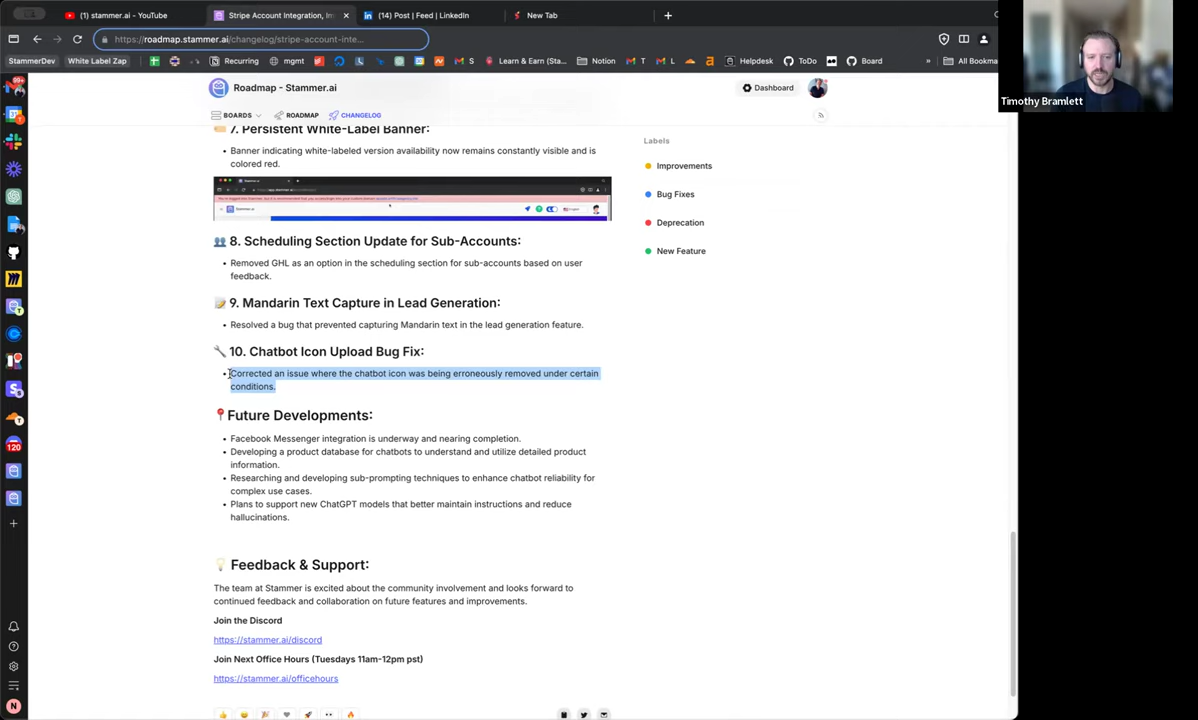 (1) stammer.ai - YouTube
Stripe Account Integration, Im
(14) Post | Feed | LinkedIn
New Tab
https://roadmap.stammer.ai/changelog/stripe-account-inte...
StammerDev
White Label Zap
Recurring
mgmt
S
Learn & Earn (Sta...
Notion
T
L
Helpdesk
ToDo
Board
»
All Bookma
Timothy Bramlett
Roadmap - Stammer.ai
Dashboard
BOARDS
ROADMAP
CHANGELOG
7. Persistent White-Label Banner:
• Banner indicating white-labeled version availability now remains constantly visible and is
colored red.
Stammer.ai
English
8. Scheduling Section Update for Sub-Accounts:
• Removed GHL as an option in the scheduling section for sub-accounts based on user
feedback.
9. Mandarin Text Capture in Lead Generation:
• Resolved a bug that prevented capturing Mandarin text in the lead generation feature.
10. Chatbot Icon Upload Bug Fix:
• Corrected an issue where the chatbot icon was being erroneously removed under certain
conditions.
Future Developments:
• Facebook Messenger integration is underway and nearing completion.
• Developing a product database for chatbots to understand and utilize detailed product
information.
• Researching and developing sub-prompting techniques to enhance chatbot reliability for
complex use cases.
• Plans to support new ChatGPT models that better maintain instructions and reduce
hallucinations.
Feedback & Support:
The team at Stammer is excited about the community involvement and looks forward to
continued feedback and collaboration on future features and improvements.
Join the Discord
https://stammer.ai/discord
Join Next Office Hours (Tuesdays 11am-12pm pst)
https://stammer.ai/officehours
Labels
Improvements
Bug Fixes
Deprecation
New Feature
99+
120
N